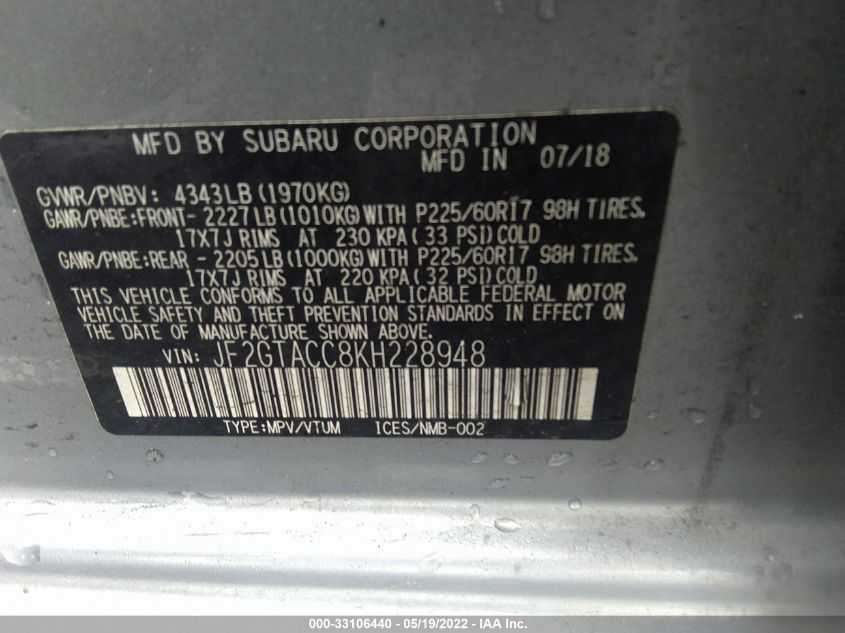 MFD BY SUBARU CORPORATION
MFD IN 07/18
GVWR/PNBV: 4343LB (1970KG)
GAWR/PNBE:FRONT- 2227LB (1010KG) WITH P225/60R17 98H TIRES.
17X7J RIMS AT 230 KPA ( 33 PSI) COLD
GAWR/PNBE:REAR - 2205LB (1000KG) WITH P225/60R17 98H TIRES.
17X7J RIMS AT 220 KPA ( 32 PSI) COLD
THIS VEHICLE CONFORMS TO ALL APPLICABLE FEDERAL MOTOR
VEHICLE SAFETY AND THEFT PREVENTION STANDARDS IN EFFECT ON
THE DATE OF MANUFACTURE SHOWN ABOVE.
VIN: JF2GTACC8KH228948
TYPE:MPV/VTUM ICES/NMB-002
000-33106440 - 05/19/2022 - IAA Inc.